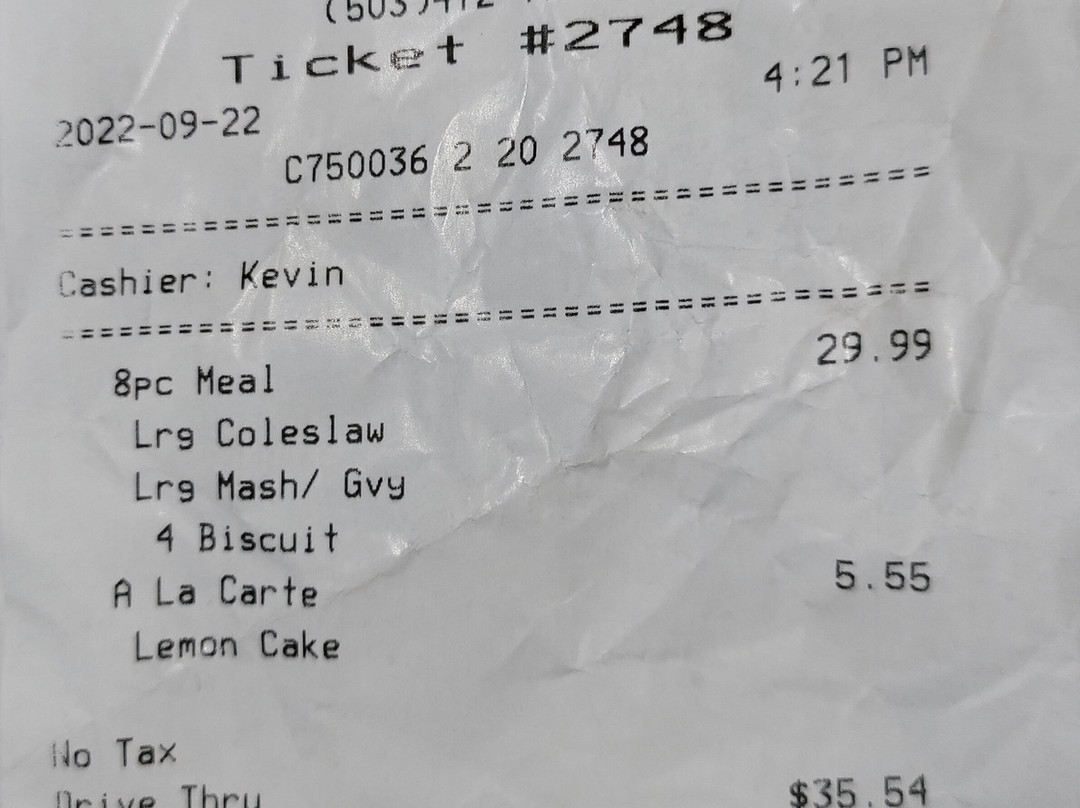 (503)
Ticket #2748
2022-09-22 4:21 PM
C750036 2 20 2748
========================================
Cashier: Kevin
========================================
8pc Meal 29.99
Lrg Coleslaw
Lrg Mash/ Gvy
4 Biscuit
A La Carte 5.55
Lemon Cake
No Tax
Drive Thru $35.54